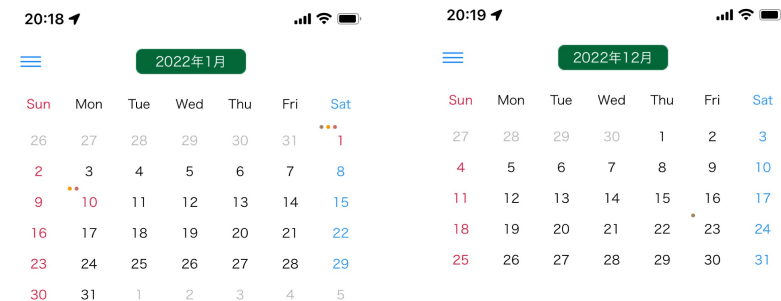 20:18
2022年1月
Sun Mon Tue Wed Thu Fri Sat
26 27 28 29 30 31 1
2 3 4 5 6 7 8
9 10 11 12 13 14 15
16 17 18 19 20 21 22
23 24 25 26 27 28 29
30 31 1 2 3 4 5
20:19
2022年12月
Sun Mon Tue Wed Thu Fri Sat
27 28 29 30 1 2 3
4 5 6 7 8 9 10
11 12 13 14 15 16 17
18 19 20 21 22 23 24
25 26 27 28 29 30 31